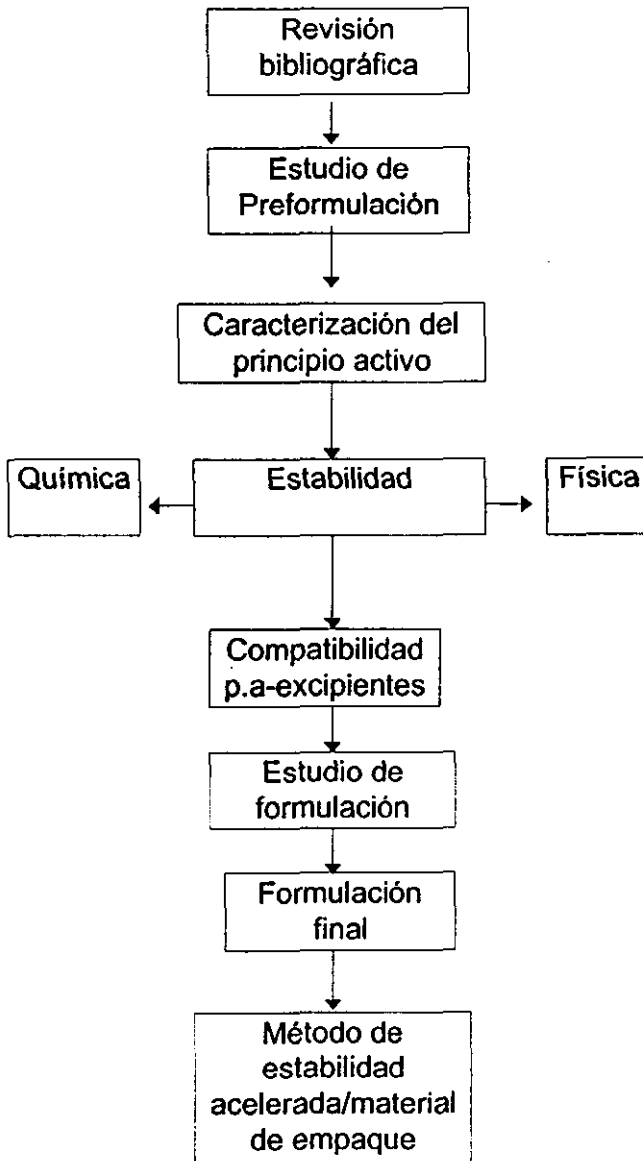 Revisión
bibliográfica
Estudio de
Preformulación
Caracterización del
principio activo
Química
Estabilidad
Física
Compatibilidad
p.a-excipientes
Estudio de
formulación
Formulación
final
Método de
estabilidad
acelerada/material
de empaque